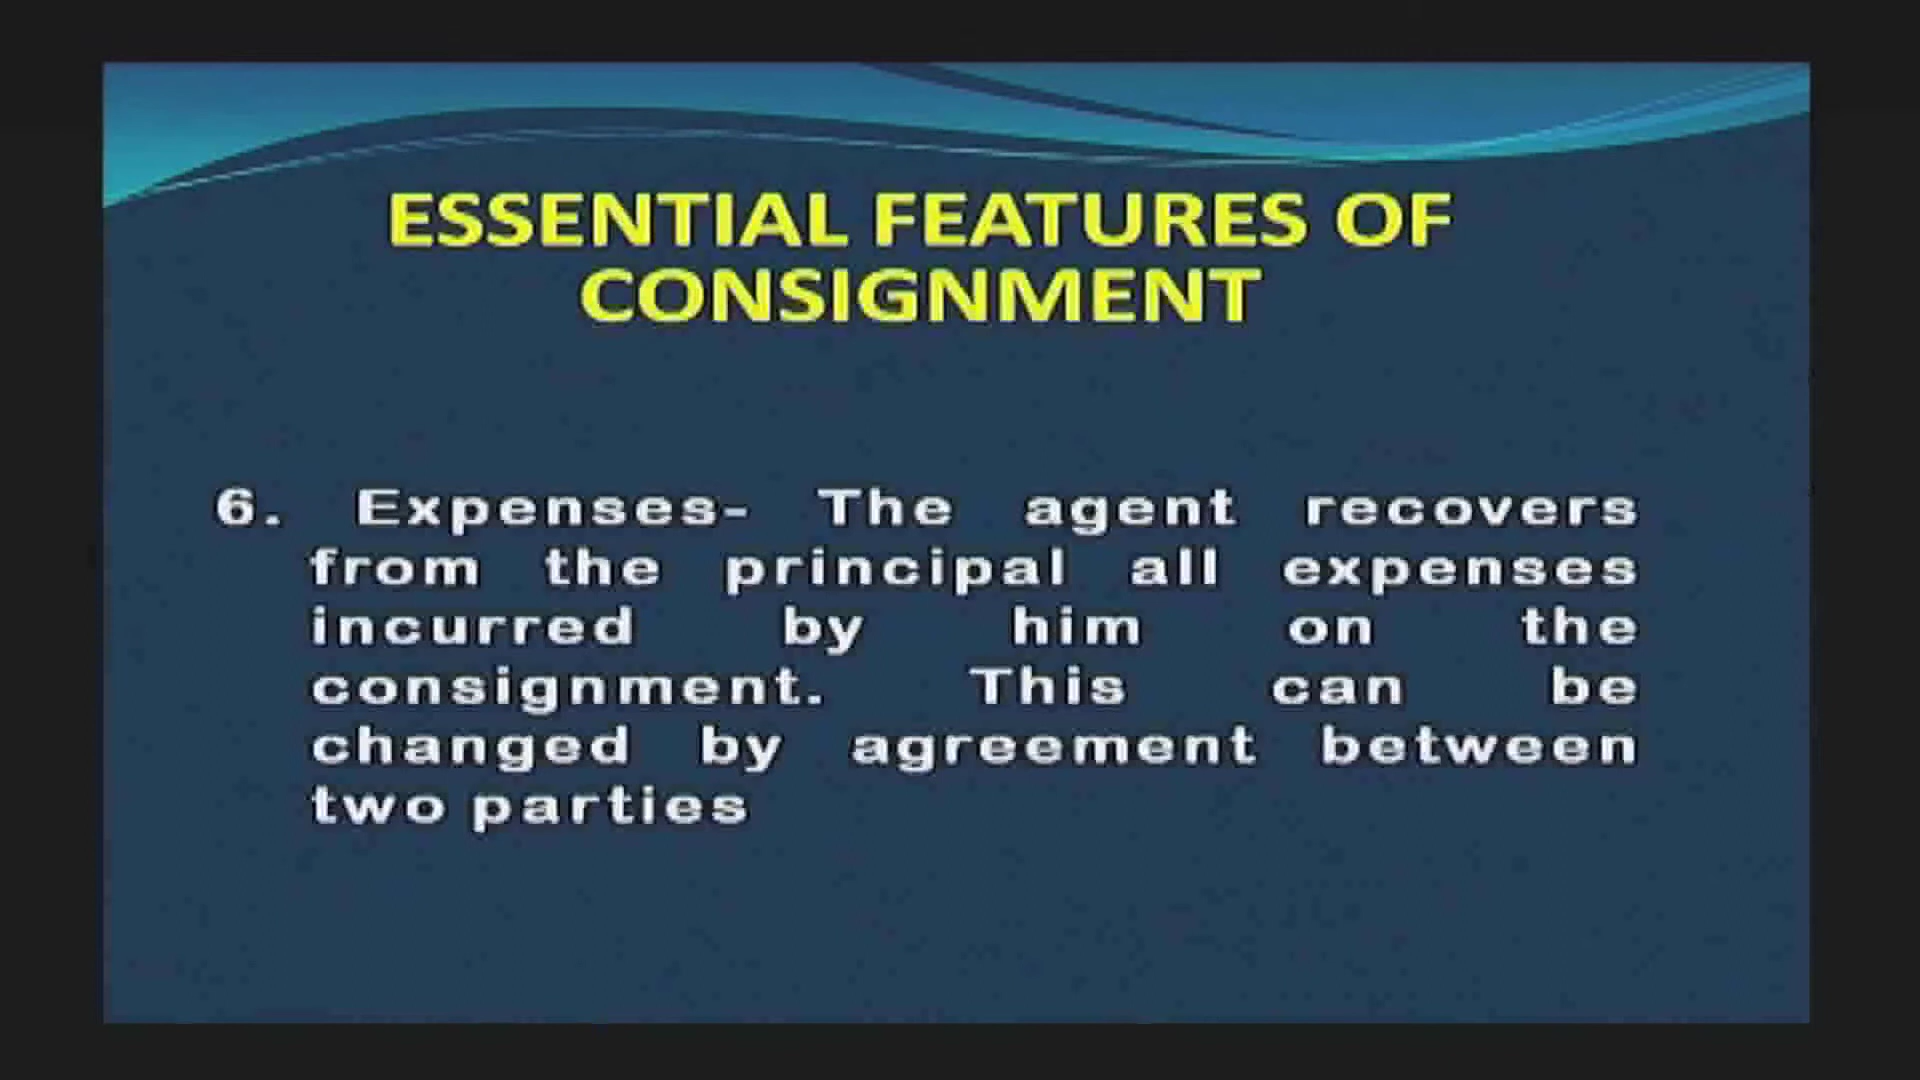 ESSENTIAL FEATURES OF
CONSIGNMENT
6. Expenses- The agent recovers
from the principal all expenses
incurred by him on the
consignment. This can be
changed by agreement between
two parties